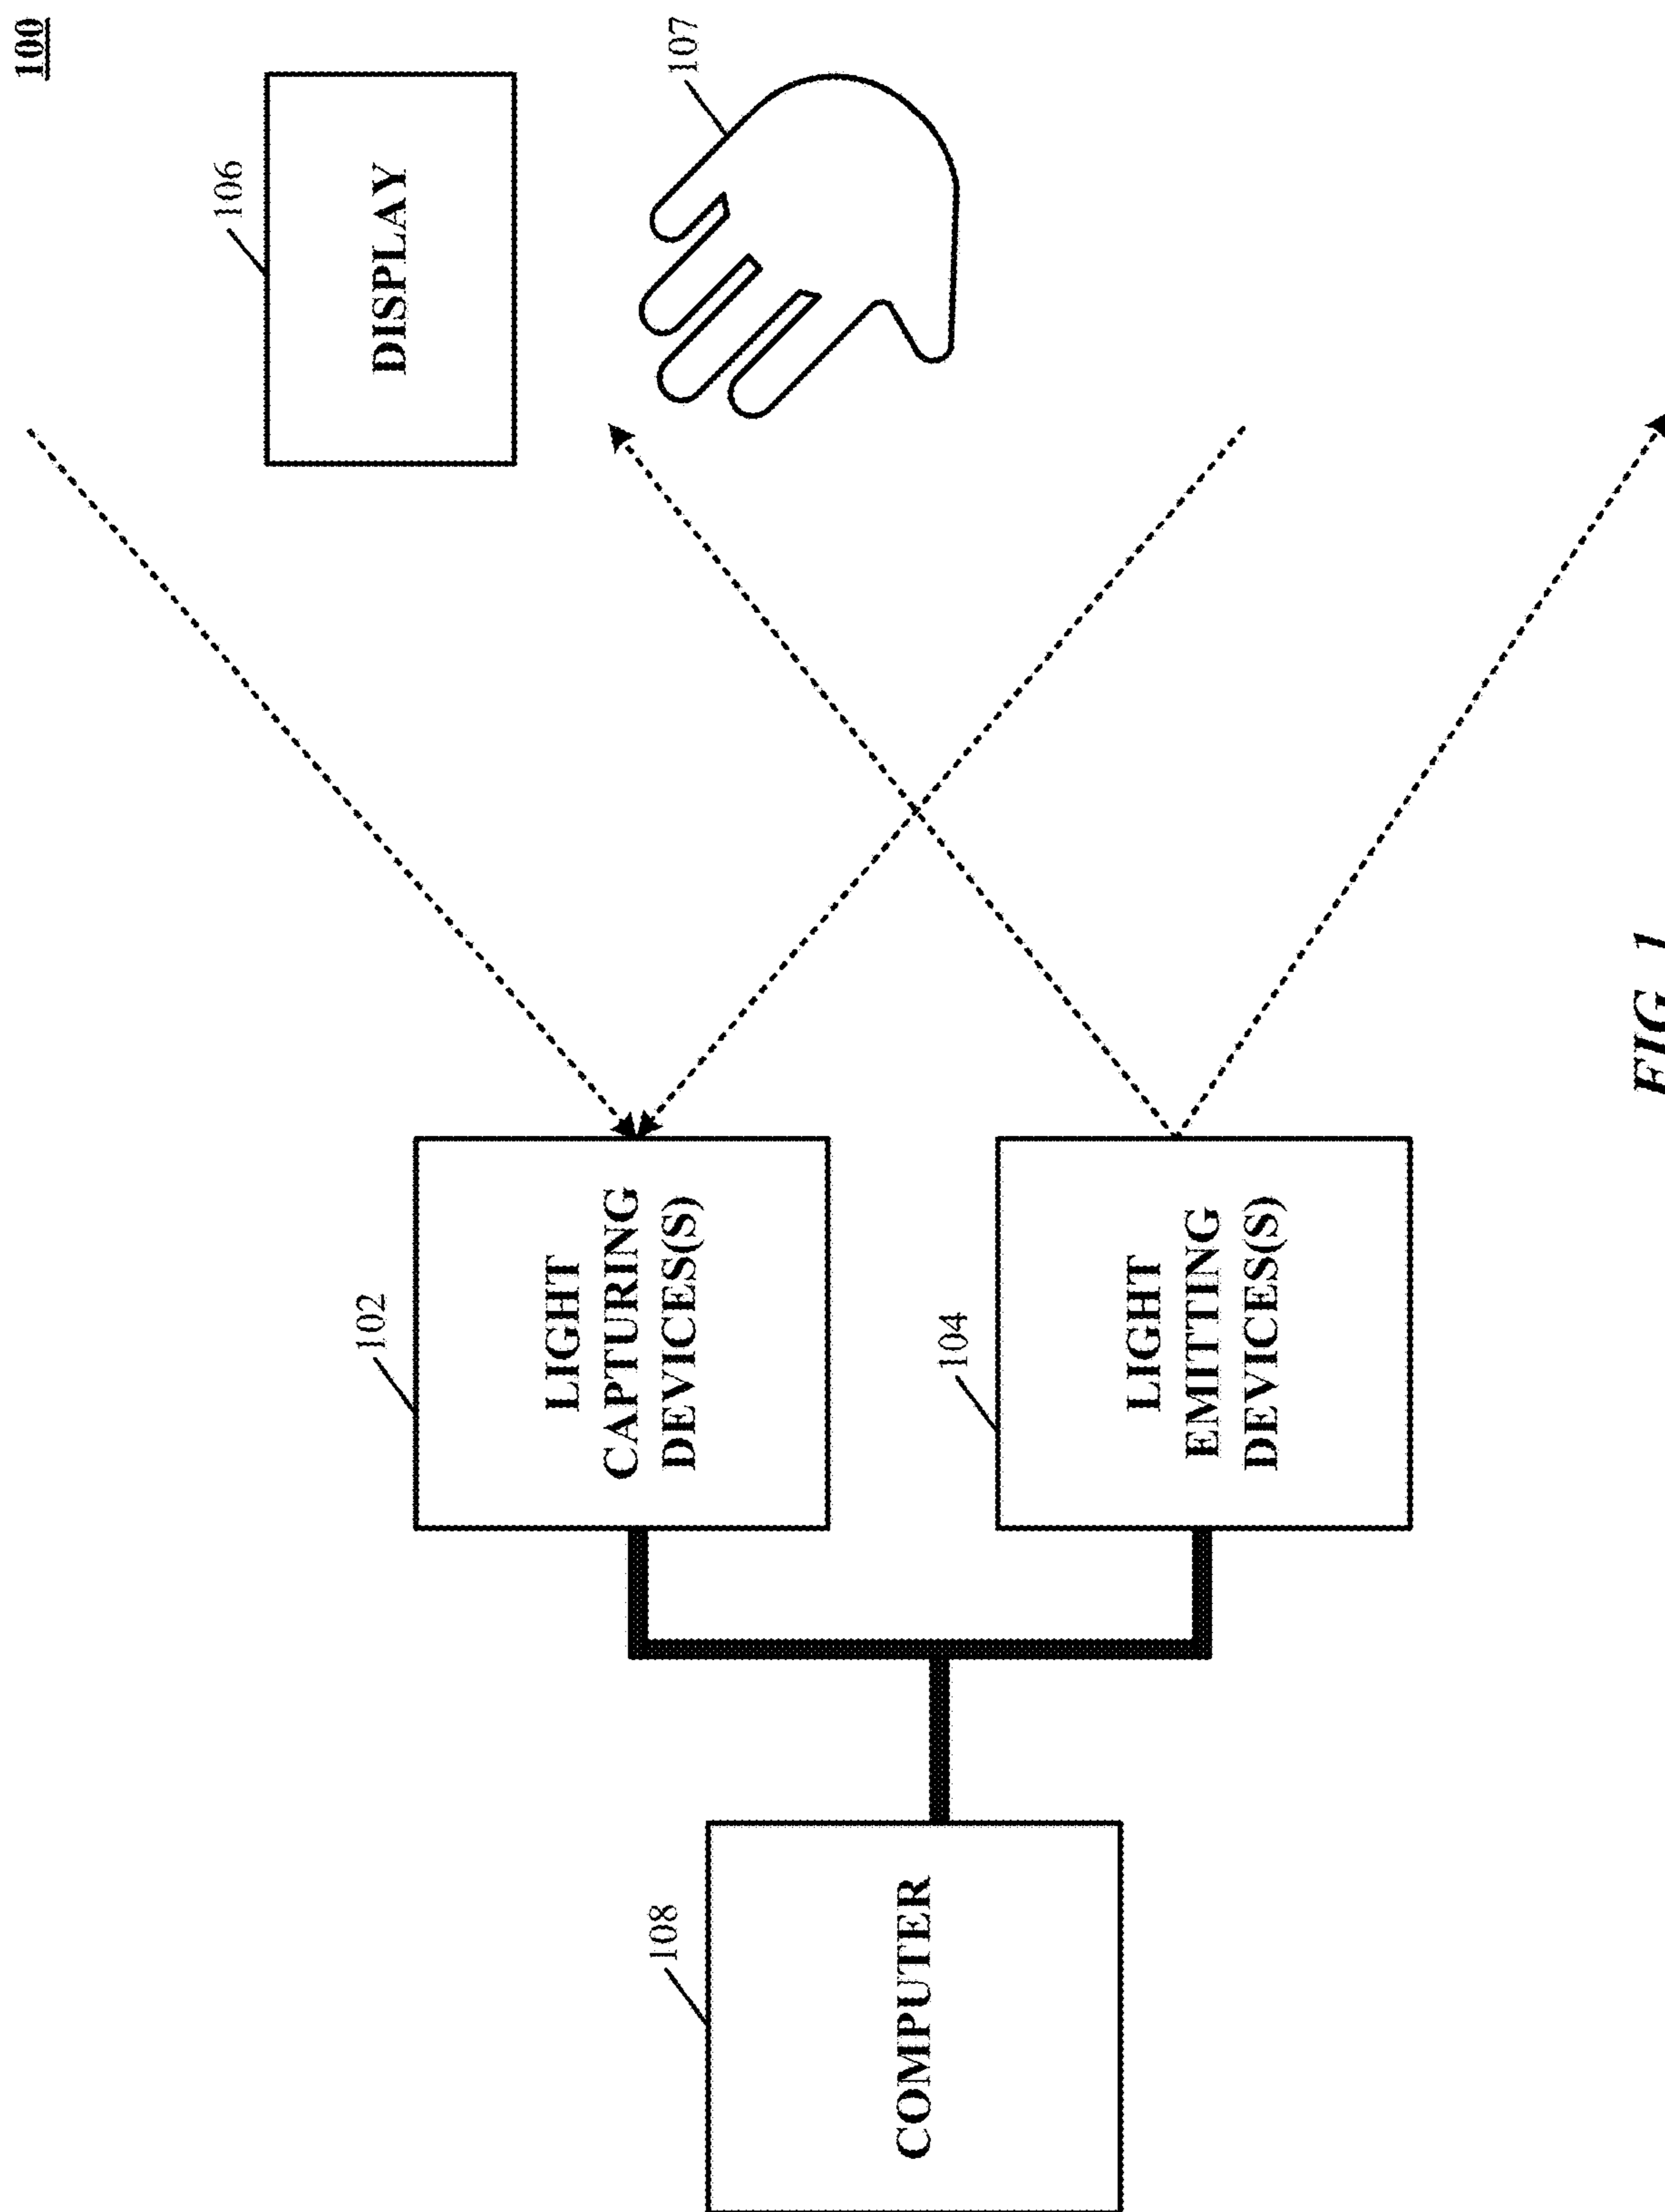 100
106
DISPLAY
102
LIGHT
CAPTURING
DEVICES(S)
107
108
COMPUTER
104
LIGHT
EMITTING
DEVICES(S)
FIG. 1